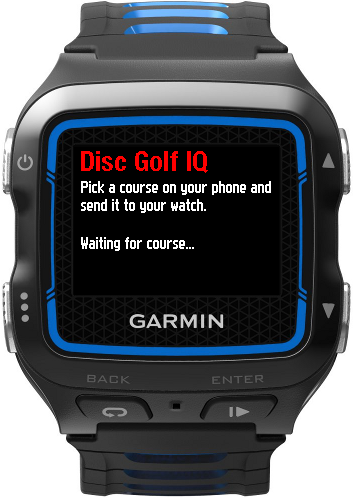 Disc Golf IQ
Pick a course on your phone and
send it to your watch.
Waiting for course...
GARMIN
BACK ENTER